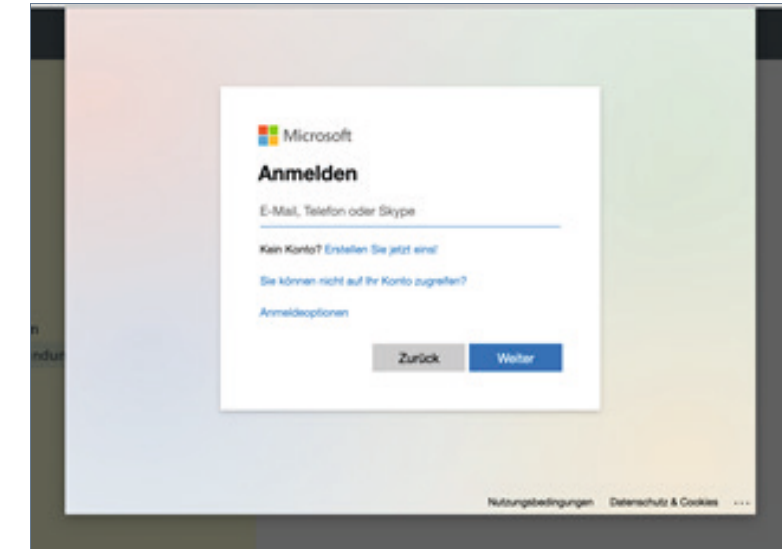 Microsoft
Anmelden
E-Mail, Telefon oder Skype
Kein Konto? Erstellen Sie jetzt eins!
Sie können nicht auf Ihr Konto zugreifen?
Anmeldeoptionen
Zurück
Weiter
Nutzungsbedingungen
Datenschutz & Cookies
...